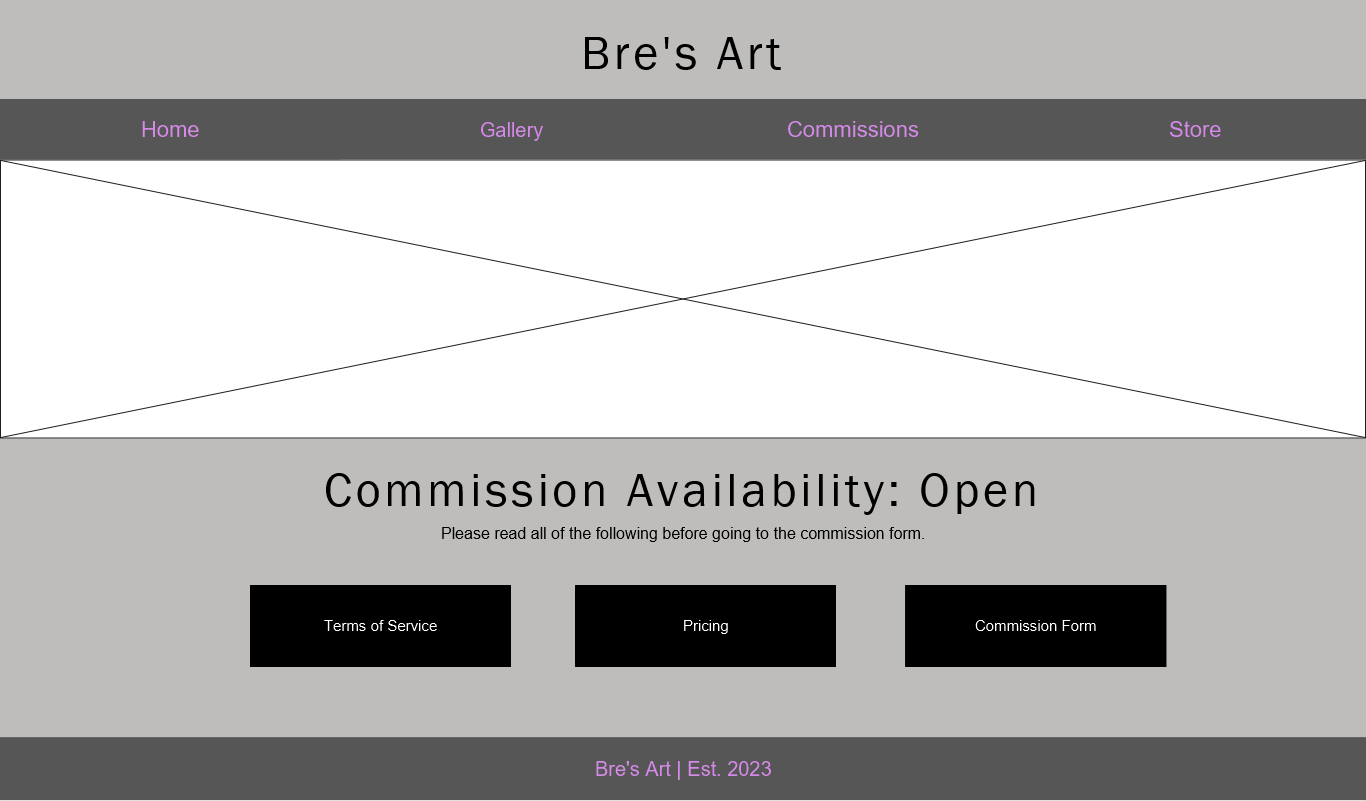 Bre's Art
Home Gallery Commissions Store
Commission Availability: Open
Please read all of the following before going to the commission form.
Terms of Service Pricing Commission Form
Bre's Art | Est. 2023